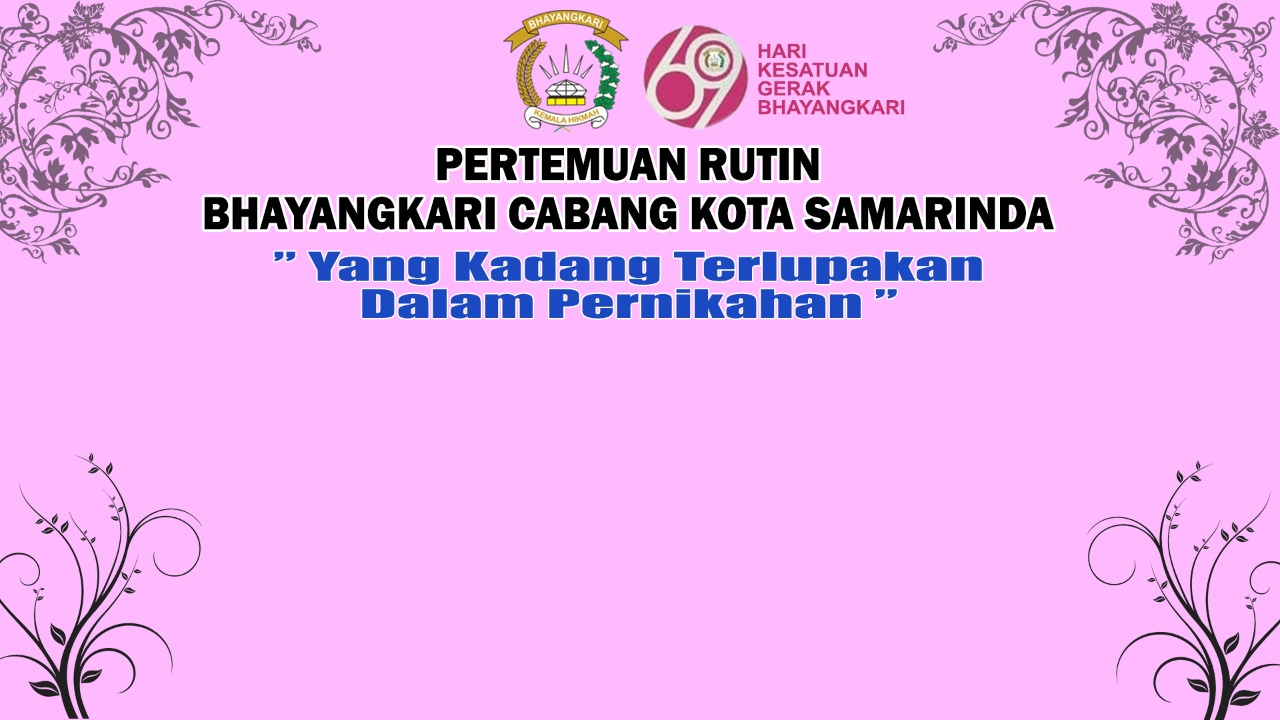 BHAYANGKARI
KEMALA HIKMAH
69
HARI
KESATUAN
GERAK
BHAYANGKARI
PERTEMUAN RUTIN
BHAYANGKARI CABANG KOTA SAMARINDA
” Yang Kadang Terlupakan
Dalam Pernikahan ”